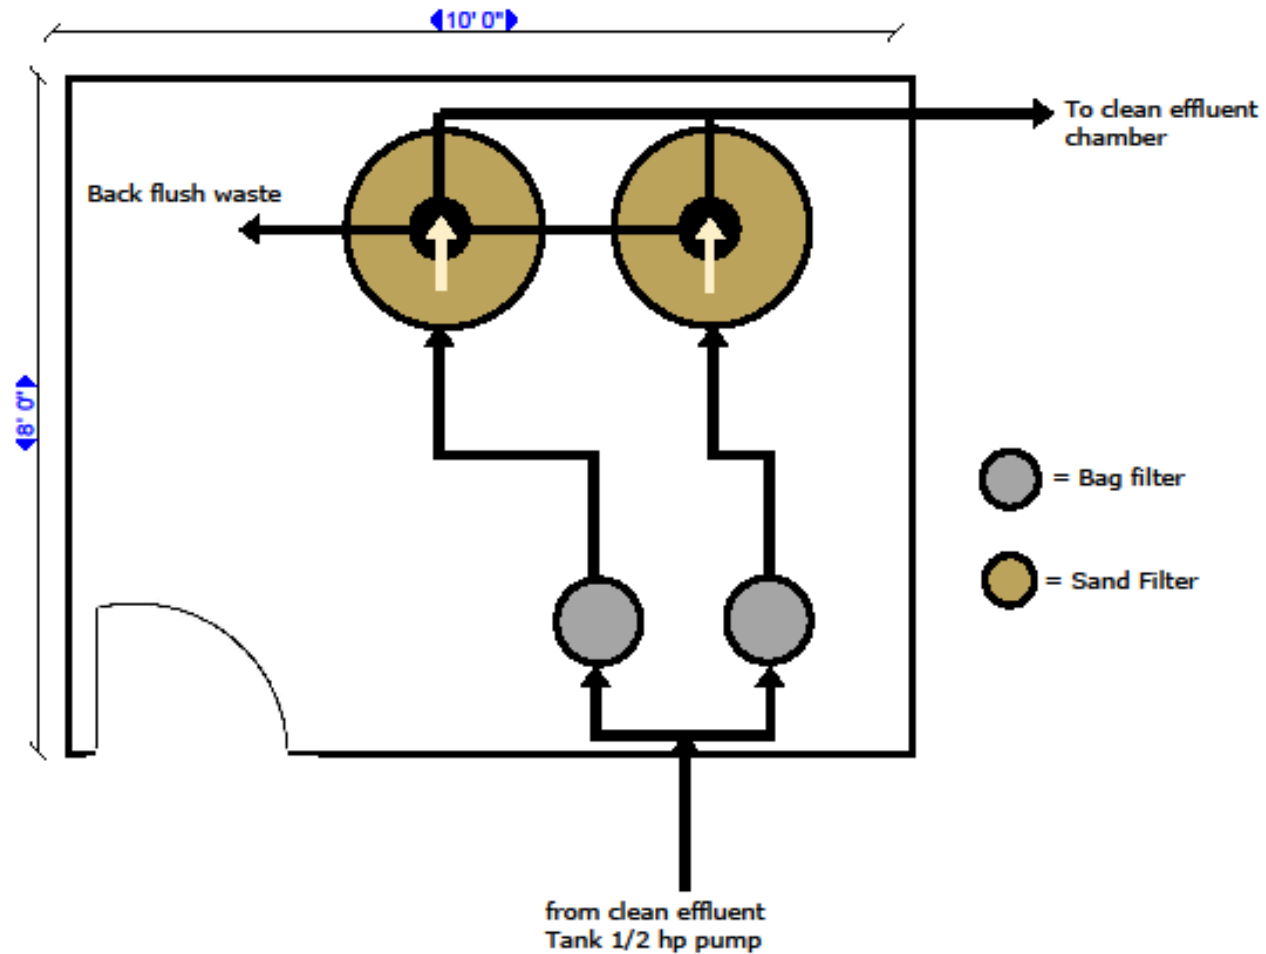 10' 0"
To clean effluent
chamber
Back flush waste
8' 0"
= Bag filter
= Sand Filter
from clean effluent
Tank 1/2 hp pump